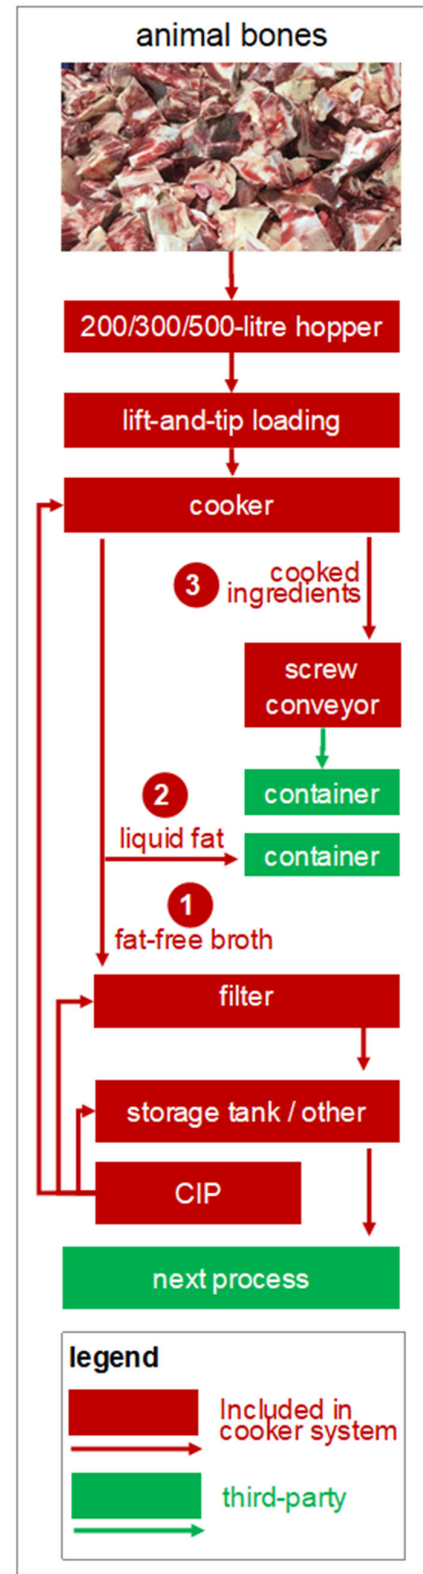 animal bones
200/300/500-litre hopper
lift-and-tip loading
cooker
3
cooked
ingredients
screw
conveyor
container
2
liquid fat
container
1
fat-free broth
filter
storage tank / other
CIP
next process
legend
Included in
cooker system
third-party